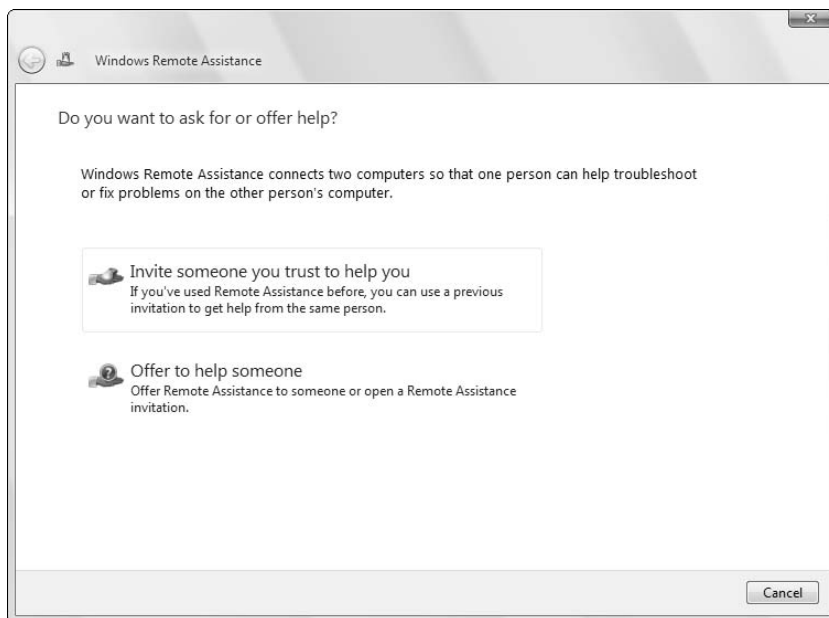 Windows Remote Assistance
Do you want to ask for or offer help?
Windows Remote Assistance connects two computers so that one person can help troubleshoot
or fix problems on the other person's computer.
Invite someone you trust to help you
If you've used Remote Assistance before, you can use a previous
invitation to get help from the same person.
Offer to help someone
Offer Remote Assistance to someone or open a Remote Assistance
invitation.
Cancel